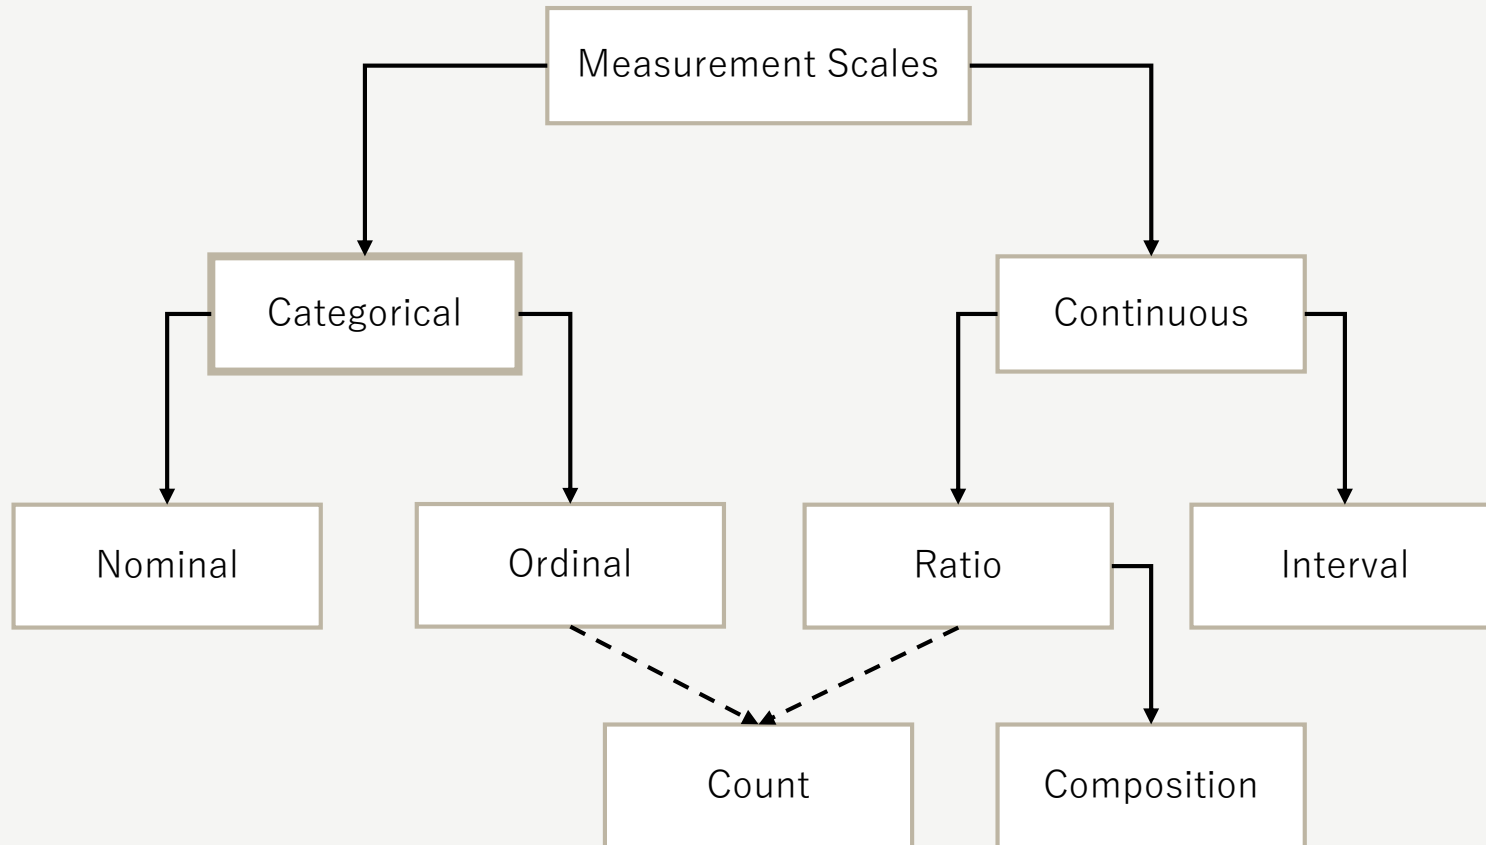 Measurement Scales
Categorical
Continuous
Nominal
Ordinal
Ratio
Interval
Count
Composition